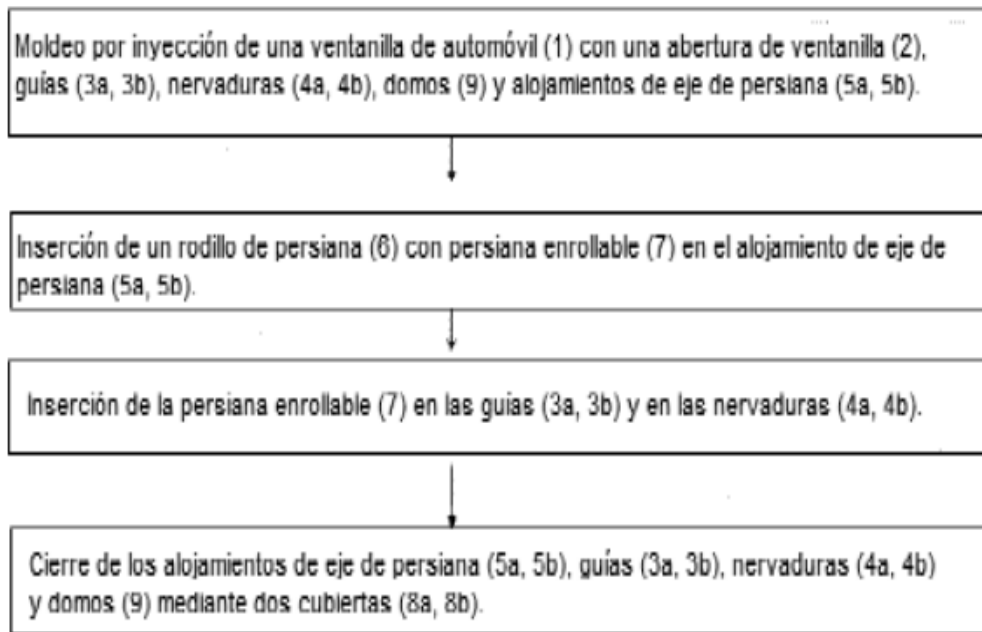 Moldeo por inyección de una ventanilla de automóvil (1) con una abertura de ventanilla (2),
guías (3a, 3b), nervaduras (4a, 4b), domos (9) y alojamientos de eje de persiana (5a, 5b).
Inserción de un rodillo de persiana (6) con persiana enrollable (7) en el alojamiento de eje de
persiana (5a, 5b).
Inserción de la persiana enrollable (7) en las guías (3a, 3b) y en las nervaduras (4a, 4b).
Cierre de los alojamientos de eje de persiana (5a, 5b), guías (3a, 3b), nervaduras (4a, 4b)
y domos (9) mediante dos cubiertas (8a, 8b).